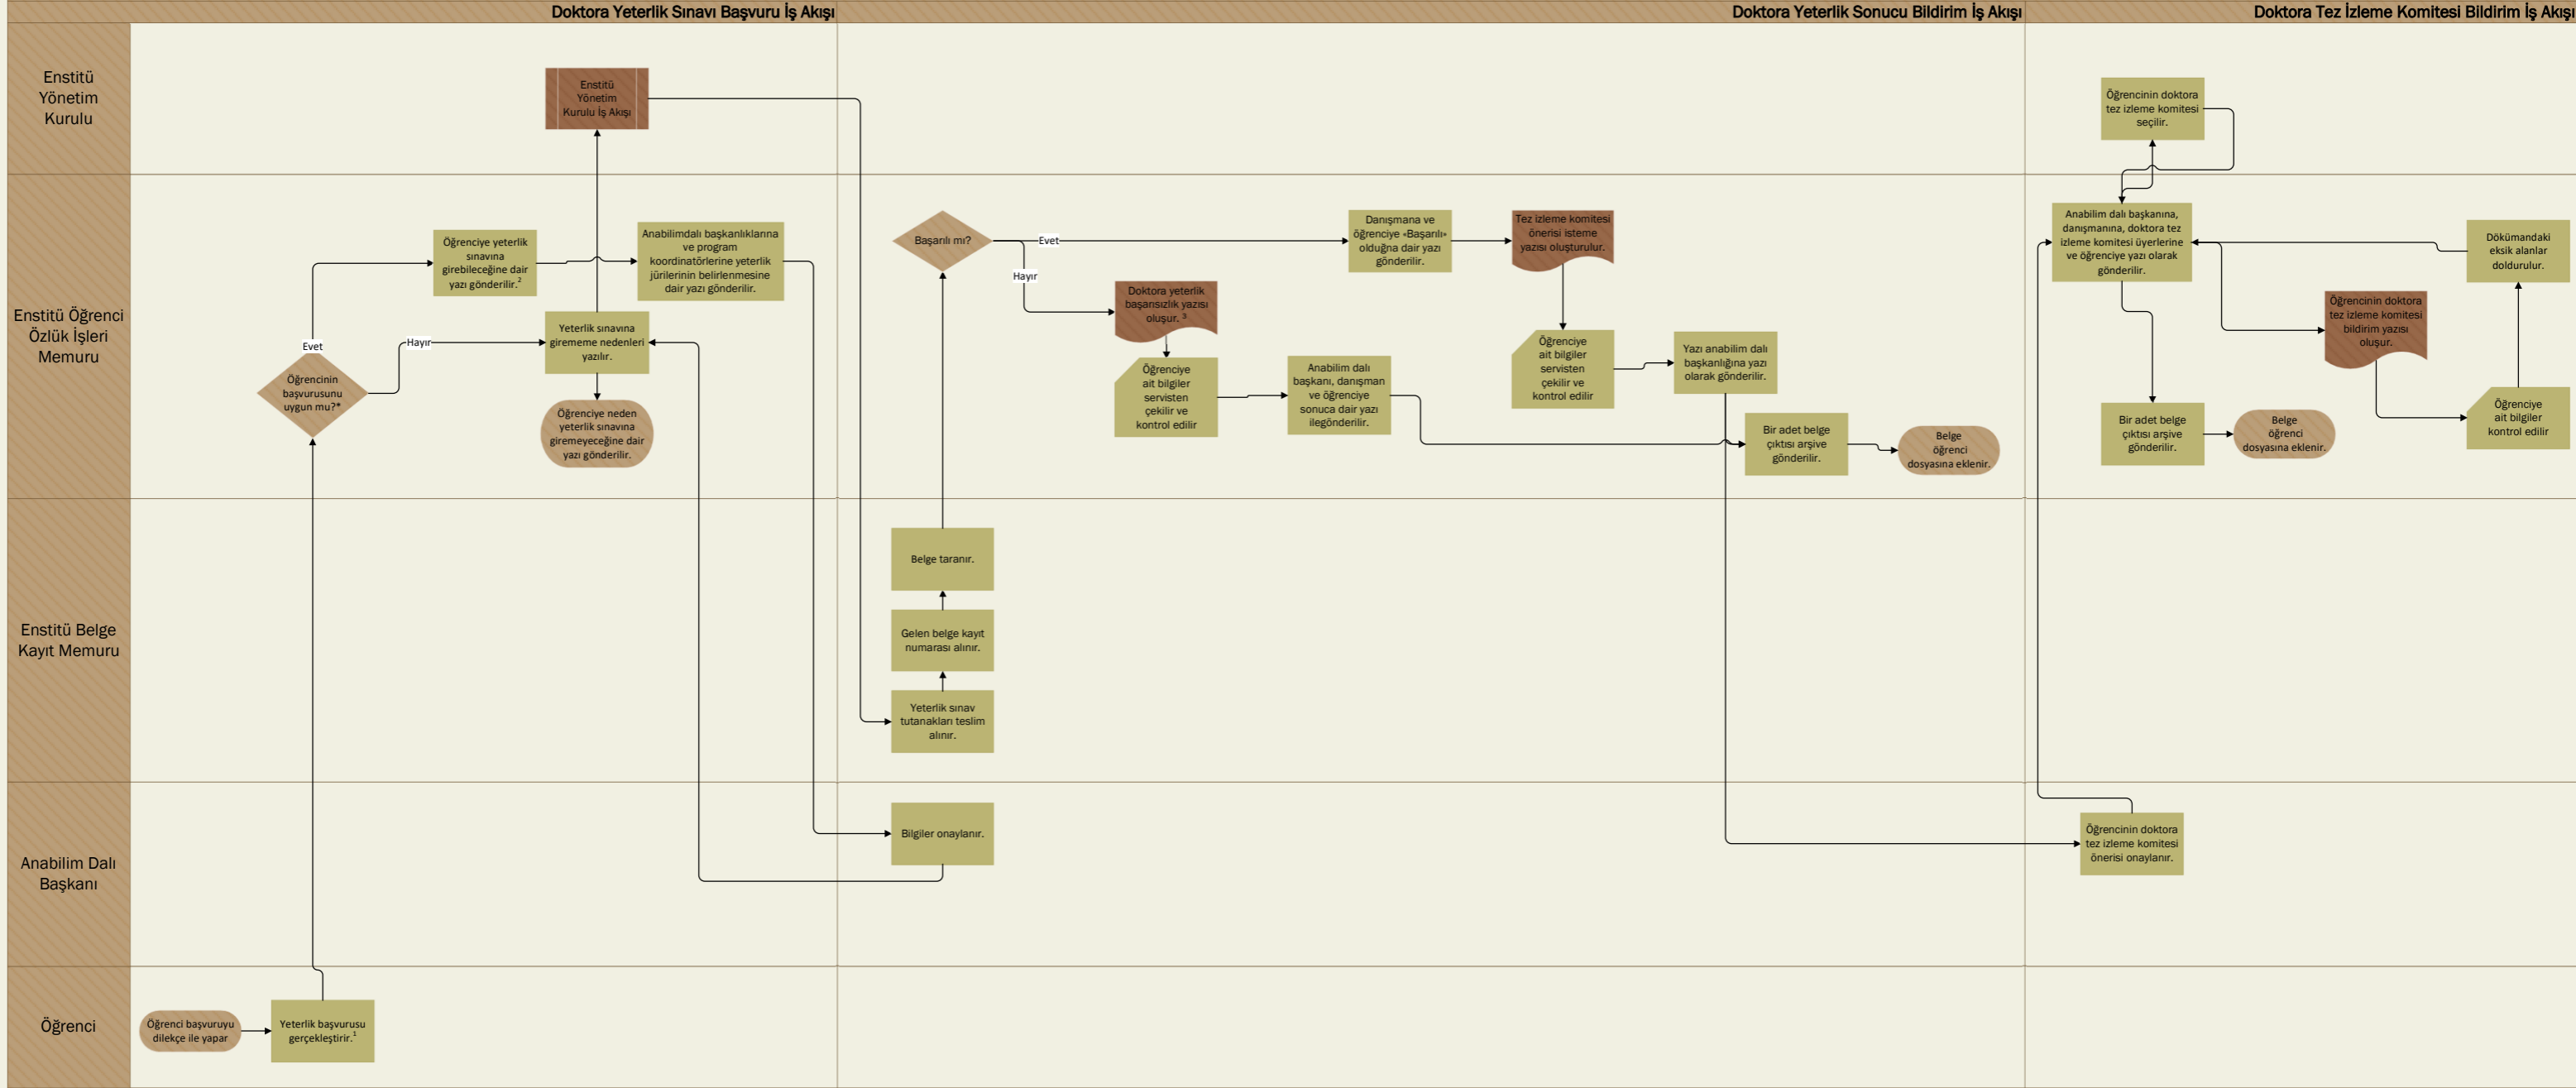 Doktora Yeterlik Sınavı Başvuru İş Akışı
Doktora Yeterlik Sonucu Bildirim İş Akışı
Doktora Tez İzleme Komitesi Bildirim İş Akışı
Enstitü
Yönetim
Kurulu
Enstitü
Yönetim
Kurulu İş Akışı
Öğrencinin doktora
tez izleme komitesi
seçilir.
Enstitü Öğrenci
Özlük İşleri
Memuru
Evet
Öğrencinin
başvurusunu
uygun mu?*
Hayır
Öğrenciye yeterlik
sınavına
girebileceğine dair
yazı gönderilir.²
Anabilimdalı başkanlıklarına
ve program
koordinatörlerine yeterlik
jürilerinin belirlenmesine
dair yazı gönderilir.
Yeterlik sınavına
girememe nedenleri
yazılır.
Öğrenciye neden
yeterlik sınavına
giremeyeceğine dair
yazı gönderilir.
Başarılı mı?
Evet
Hayır
Doktora yeterlik
başarısızlık yazısı
oluşur. ³
Öğrenciye
ait bilgiler
servisten
çekilir ve
kontrol edilir
Anabilim dalı
başkanı, danışman
ve öğrenciye
sonuca dair yazı
ilegönderilir.
Danışmana ve
öğrenciye «Başarılı»
olduğna dair yazı
gönderilir.
Tez izleme komitesi
önerisi isteme
yazısı oluşturulur.
Öğrenciye
ait bilgiler
servisten
çekilir ve
kontrol edilir
Yazı anabilim dalı
başkanlığına yazı
olarak gönderilir.
Bir adet belge
çıktısı arşive
gönderilir.
Belge
öğrenci
dosyasına eklenir.
Anabilim dalı başkanına,
danışmanına, doktora tez
izleme komitesi üyerlerine
ve öğrenciye yazı olarak
gönderilir.
Bir adet belge
çıktısı arşive
gönderilir.
Belge
öğrenci
dosyasına eklenir.
Öğrencinin doktora
tez izleme komitesi
bildirim yazısı
oluşur.
Dökümandaki
eksik alanlar
doldurulur.
Öğrenciye
ait bilgiler
kontrol edilir
Enstitü Belge
Kayıt Memuru
Belge taranır.
Gelen belge kayıt
numarası alınır.
Yeterlik sınav
tutanakları teslim
alınır.
Anabilim Dalı
Başkanı
Bilgiler onaylanır.
Öğrencinin doktora
tez izleme komitesi
önerisi onaylanır.
Öğrenci
Öğrenci başvuruyu
dilekçe ile yapar
Yeterlik başvurusu
gerçekleştirir.¹